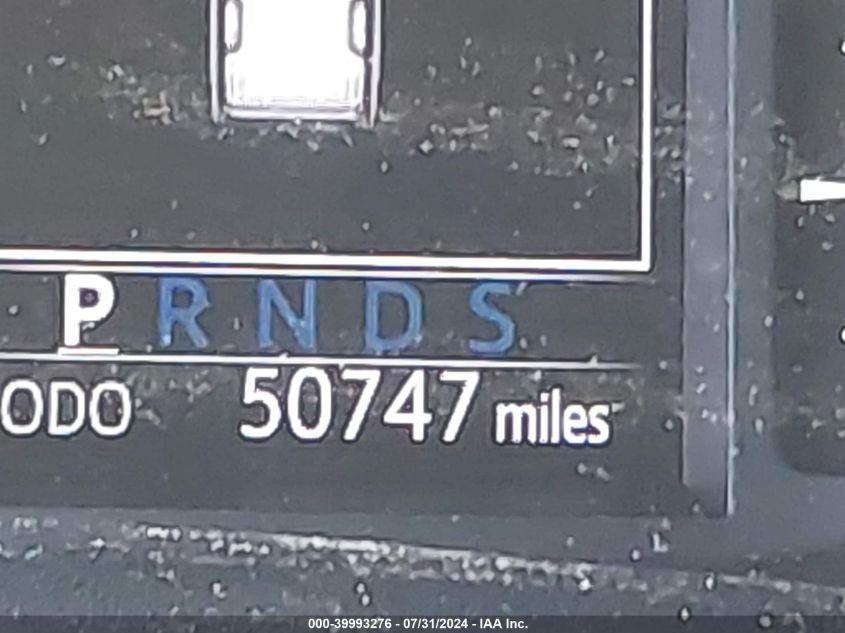 P R N D S
ODO 50747 miles
000-39993276 - 07/31/2024 - IAA Inc.